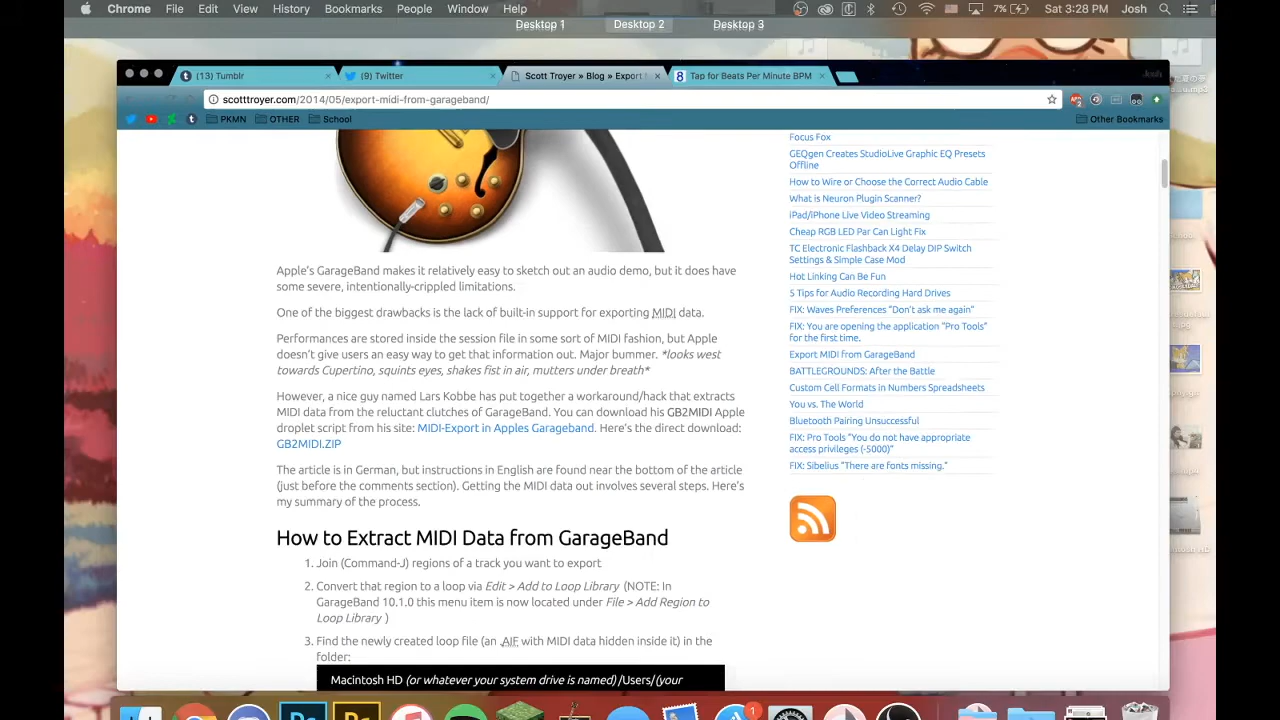 Chrome File Edit View History Bookmarks People Window Help 7% Sat 3:28 PM Josh
Desktop 1 Desktop 2 Desktop 3
(13) Tumblr (9) Twitter Scott Troyer » Blog » Export Tap for Beats Per Minute BPM Josh
scotttroyer.com/2014/05/export-midi-from-garageband/
PKMN OTHER School Other Bookmarks
Apple's GarageBand makes it relatively easy to sketch out an audio demo, but it does have
some severe, intentionally-crippled limitations.
One of the biggest drawbacks is the lack of built-in support for exporting MIDI data.
Performances are stored inside the session file in some sort of MIDI fashion, but Apple
doesn't give users an easy way to get that information out. Major bummer. *looks west
towards Cupertino, squints eyes, shakes fist in air, mutters under breath*
However, a nice guy named Lars Kobbe has put together a workaround/hack that extracts
MIDI data from the reluctant clutches of GarageBand. You can download his GB2MIDI Apple
droplet script from his site: MIDI-Export in Apples Garageband. Here's the direct download:
GB2MIDI.ZIP
The article is in German, but instructions in English are found near the bottom of the article
(just before the comments section). Getting the MIDI data out involves several steps. Here's
my summary of the process.
How to Extract MIDI Data from GarageBand
1. Join (Command-J) regions of a track you want to export
2. Convert that region to a loop via Edit > Add to Loop Library (NOTE: In
GarageBand 10.1.0 this menu item is now located under File > Add Region to
Loop Library )
3. Find the newly created loop file (an .AIF with MIDI data hidden inside it) in the
folder:
Macintosh HD (or whatever your system drive is named) /Users/(your
Focus Fox
GEQgen Creates StudioLive Graphic EQ Presets
Offline
How to Wire or Choose the Correct Audio Cable
What is Neuron Plugin Scanner?
iPad/iPhone Live Video Streaming
Cheap RGB LED Par Can Light Fix
TC Electronic Flashback X4 Delay DIP Switch
Settings & Simple Case Mod
Hot Linking Can Be Fun
5 Tips for Audio Recording Hard Drives
FIX: Waves Preferences "Don't ask me again"
FIX: You are opening the application "Pro Tools"
for the first time.
Export MIDI from GarageBand
BATTLEGROUNDS: After the Battle
Custom Cell Formats in Numbers Spreadsheets
You vs. The World
Bluetooth Pairing Unsuccessful
FIX: Pro Tools "You do not have appropriate
access privileges (-5000)"
FIX: Sibelius "There are fonts missing."
1